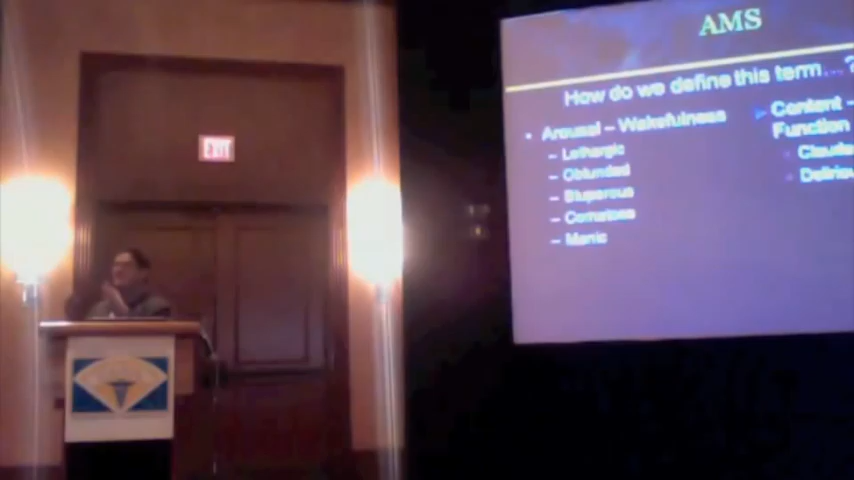 AMS
How do we define this term...?
• Arousal – Wakefulness
– Lethargic
– Obtunded
– Stuporous
– Comatose
– Manic
Content –
Function
EXIT